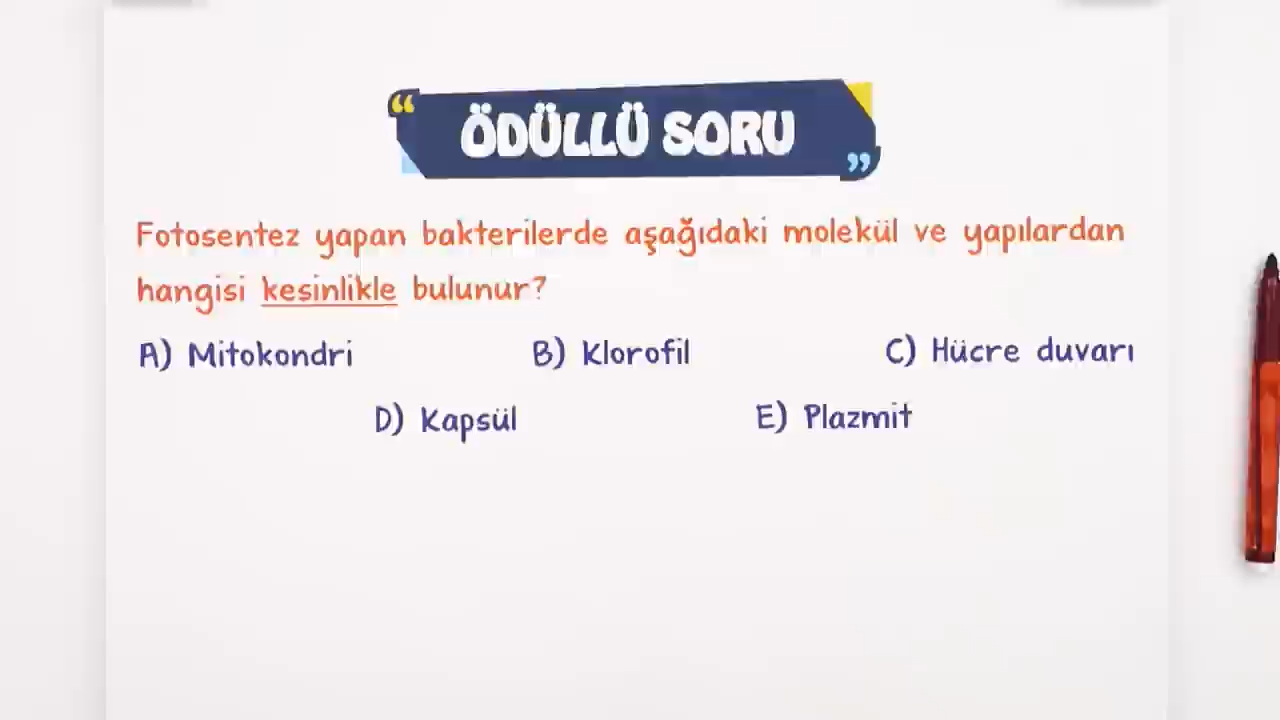 “ ÖDÜLLÜ SORU ”
Fotosentez yapan bakterilerde aşağıdaki molekül ve yapılardan
hangisi kesinlikle bulunur?
A) Mitokondri B) Klorofil C) Hücre duvarı
D) Kapsül E) Plazmit